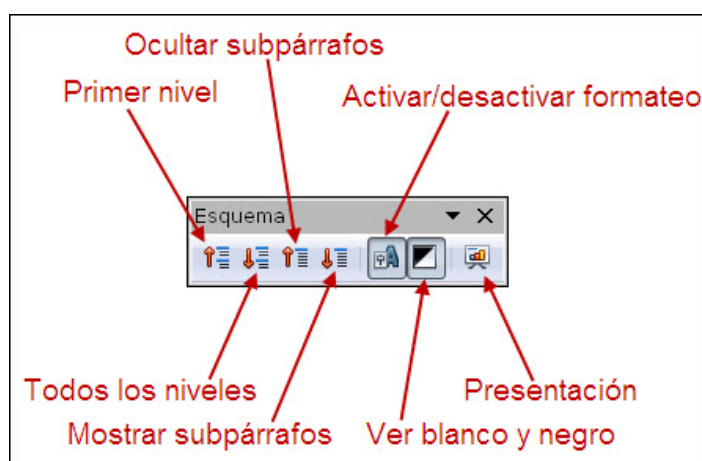 Ocultar subpárrafos
Primer nivel
Activar/desactivar formateo
Esquema
Todos los niveles
Presentación
Mostrar subpárrafos
Ver blanco y negro